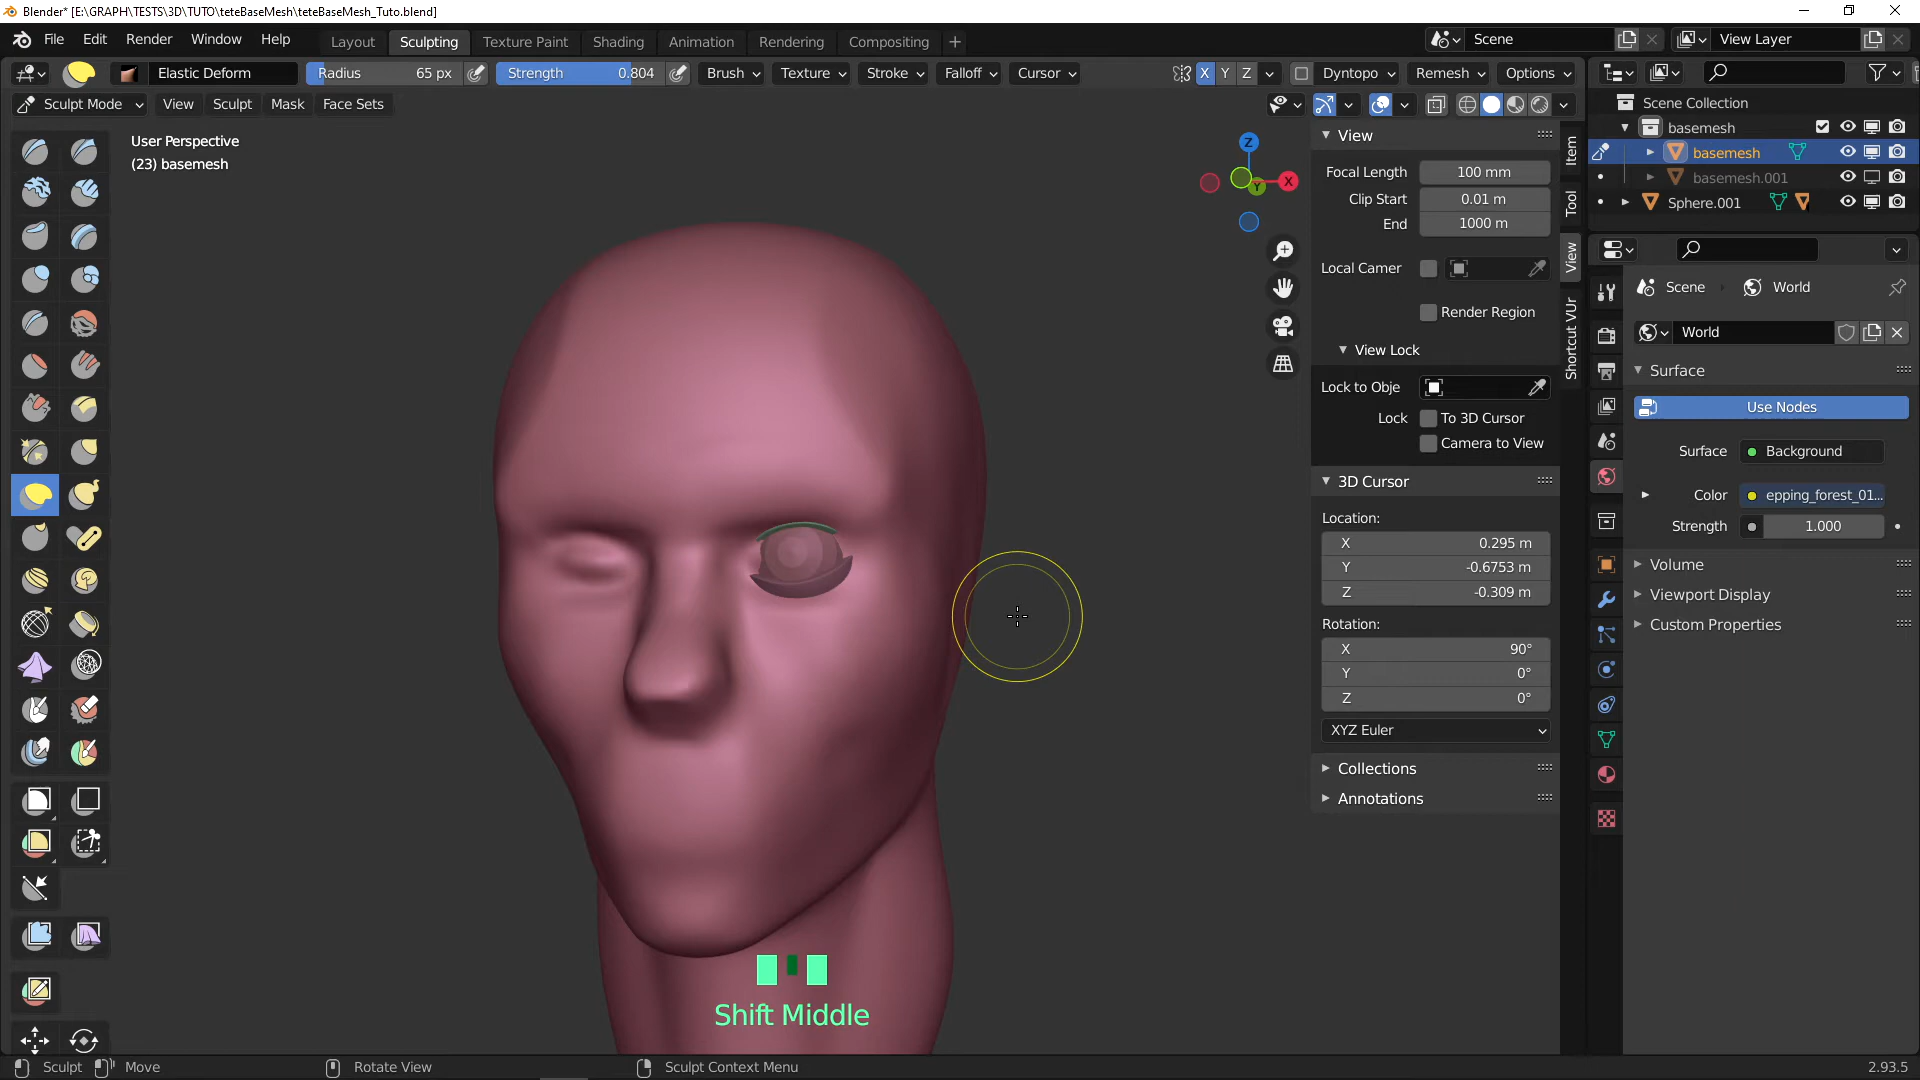 Blender* [E:\GRAPH\TESTS\3D\TUTO\teteBaseMesh\teteBaseMesh_Tuto.blend]
File Edit Render Window Help Layout Sculpting Texture Paint Shading Animation Rendering Compositing + Scene View Layer
Elastic Deform Radius 65 px Strength 0.804 Brush Texture Stroke Falloff Cursor X Y Z Dyntopo Remesh Options
Sculpt Mode View Sculpt Mask Face Sets
User Perspective
(23) basemesh
Z
X
Y
View
Focal Length 100 mm
Clip Start 0.01 m
End 1000 m
Local Camer
Render Region
View Lock
Lock to Obje
Lock To 3D Cursor
Camera to View
3D Cursor
Location:
X 0.295 m
Y -0.6753 m
Z -0.309 m
Rotation:
X 90°
Y 0°
Z 0°
XYZ Euler
Collections
Annotations
Item
Tool
View
Shortcut VUr
Scene Collection
basemesh
basemesh
basemesh.001
Sphere.001
Scene World
World
Surface
Use Nodes
Surface Background
Color epping_forest_01...
Strength 1.000
Volume
Viewport Display
Custom Properties
Shift Middle
Sculpt Move Rotate View Sculpt Context Menu 2.93.5